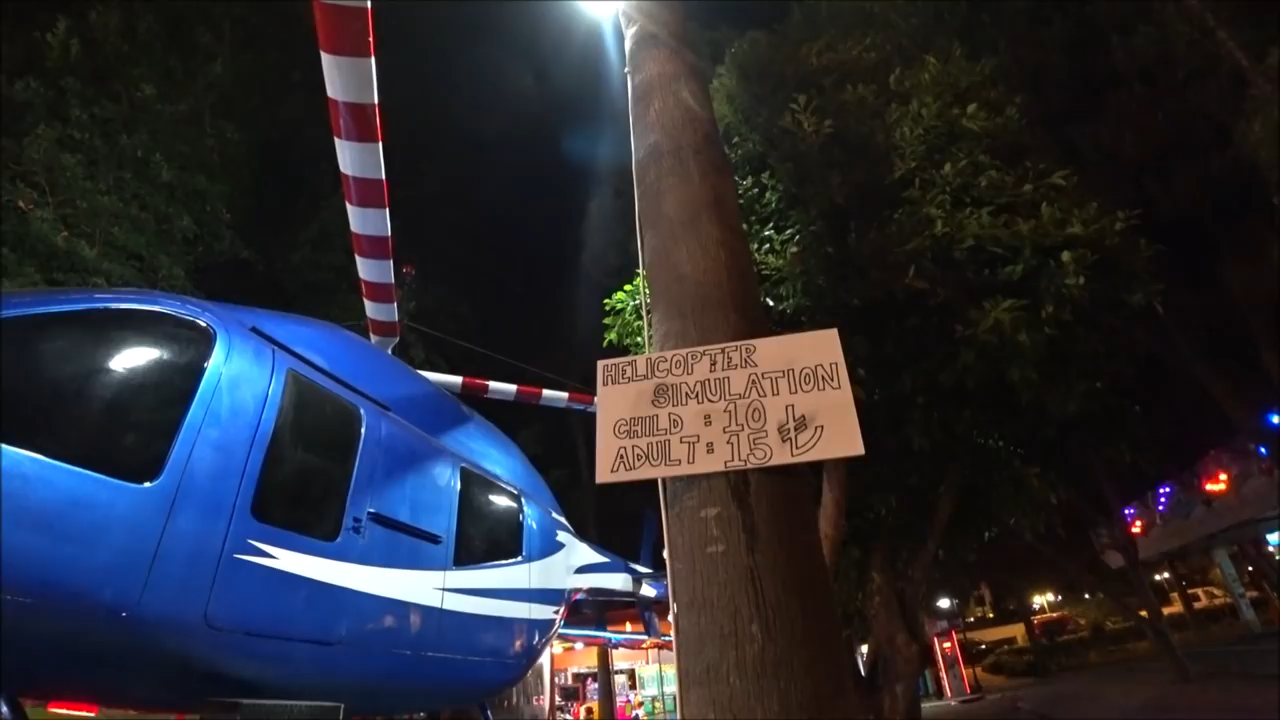 HELICOPTER
SIMULATION
CHILD : 10
ADULT : 15 ₺